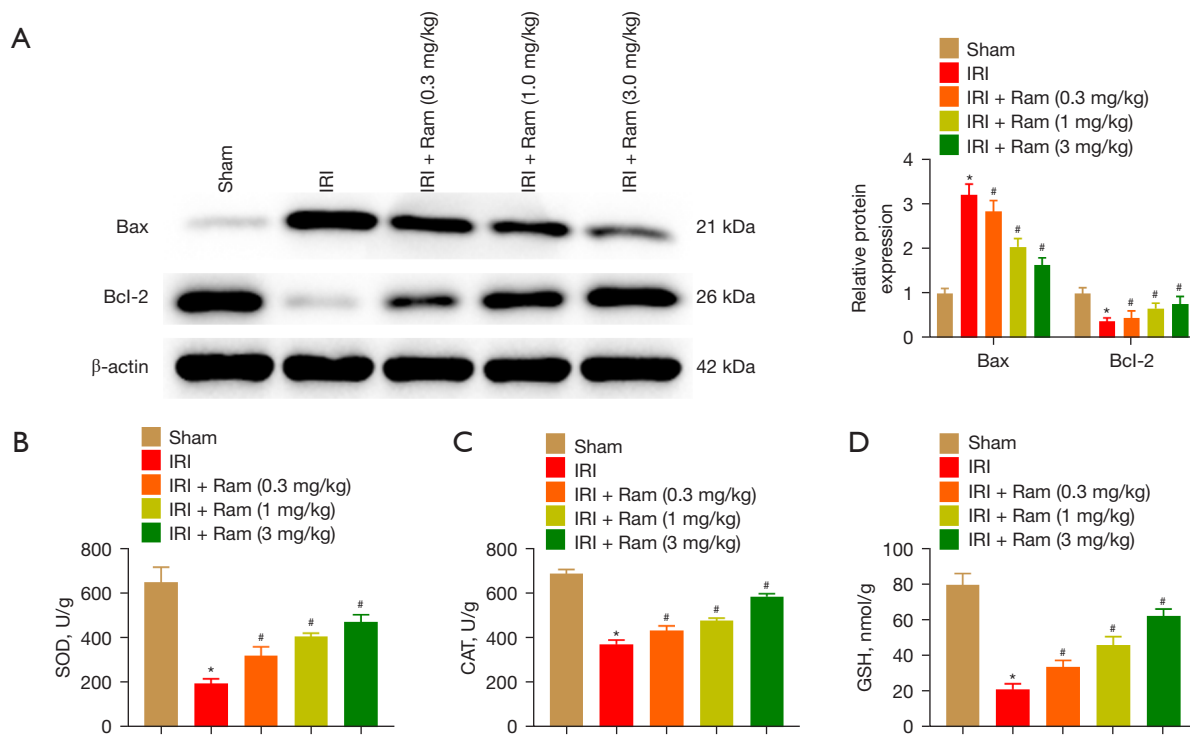 A
Sham
IRI
IRI + Ram (0.3 mg/kg)
IRI + Ram (1.0 mg/kg)
IRI + Ram (3.0 mg/kg)
Bax
21 kDa
Bcl-2
26 kDa
β-actin
42 kDa
Sham
IRI
IRI + Ram (0.3 mg/kg)
IRI + Ram (1 mg/kg)
IRI + Ram (3 mg/kg)
Relative protein
expression
4
3
2
1
0
*
#
#
#
*
#
#
#
Bax
Bcl-2
B
Sham
IRI
IRI + Ram (0.3 mg/kg)
IRI + Ram (1 mg/kg)
IRI + Ram (3 mg/kg)
SOD, U/g
800
600
400
200
0
*
#
#
#
C
Sham
IRI
IRI + Ram (0.3 mg/kg)
IRI + Ram (1 mg/kg)
IRI + Ram (3 mg/kg)
CAT, U/g
800
600
400
200
0
*
#
#
#
D
Sham
IRI
IRI + Ram (0.3 mg/kg)
IRI + Ram (1 mg/kg)
IRI + Ram (3 mg/kg)
GSH, nmol/g
100
80
60
40
20
0
*
#
#
#